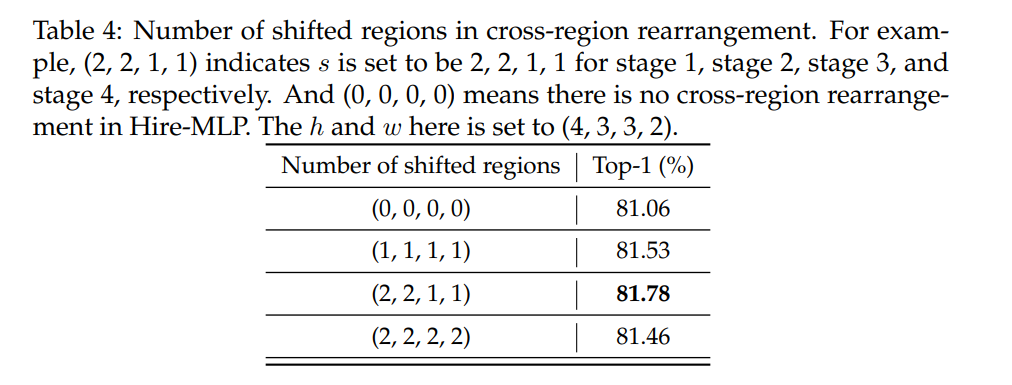 Table 4: Number of shifted regions in cross-region rearrangement. For exam-
ple, (2, 2, 1, 1) indicates s is set to be 2, 2, 1, 1 for stage 1, stage 2, stage 3, and
stage 4, respectively. And (0, 0, 0, 0) means there is no cross-region rearrange-
ment in Hire-MLP. The h and w here is set to (4, 3, 3, 2).
Number of shifted regions Top-1 (%)
(0, 0, 0, 0) 81.06
(1, 1, 1, 1) 81.53
(2, 2, 1, 1) 81.78
(2, 2, 2, 2) 81.46